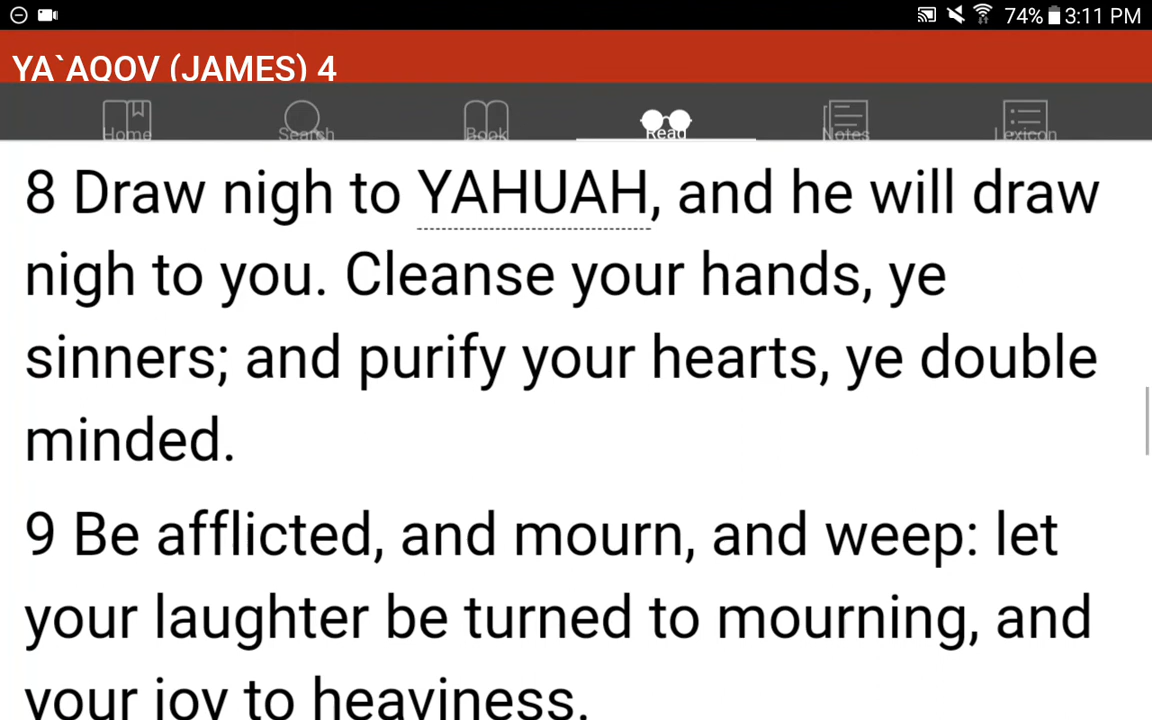 74% 3:11 PM
YA`AQOV (JAMES) 4
Home Search Book Read Notes Lexicon
8 Draw nigh to YAHUAH, and he will draw
nigh to you. Cleanse your hands, ye
sinners; and purify your hearts, ye double
minded.
9 Be afflicted, and mourn, and weep: let
your laughter be turned to mourning, and
your joy to heaviness.